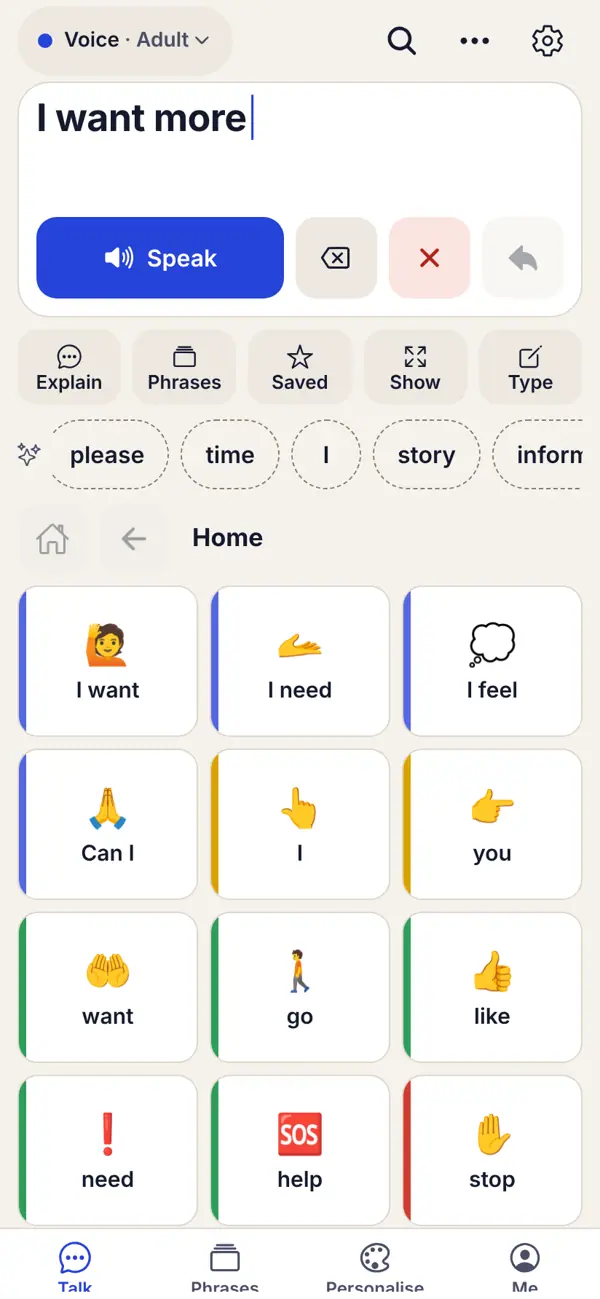 Voice · Adult
I want more
Speak
Explain
Phrases
Saved
Show
Type
please
time
I
story
inform
Home
I want
I need
I feel
Can I
I
you
want
go
like
need
SOS
help
stop
Talk
Phrases
Personalise
Me